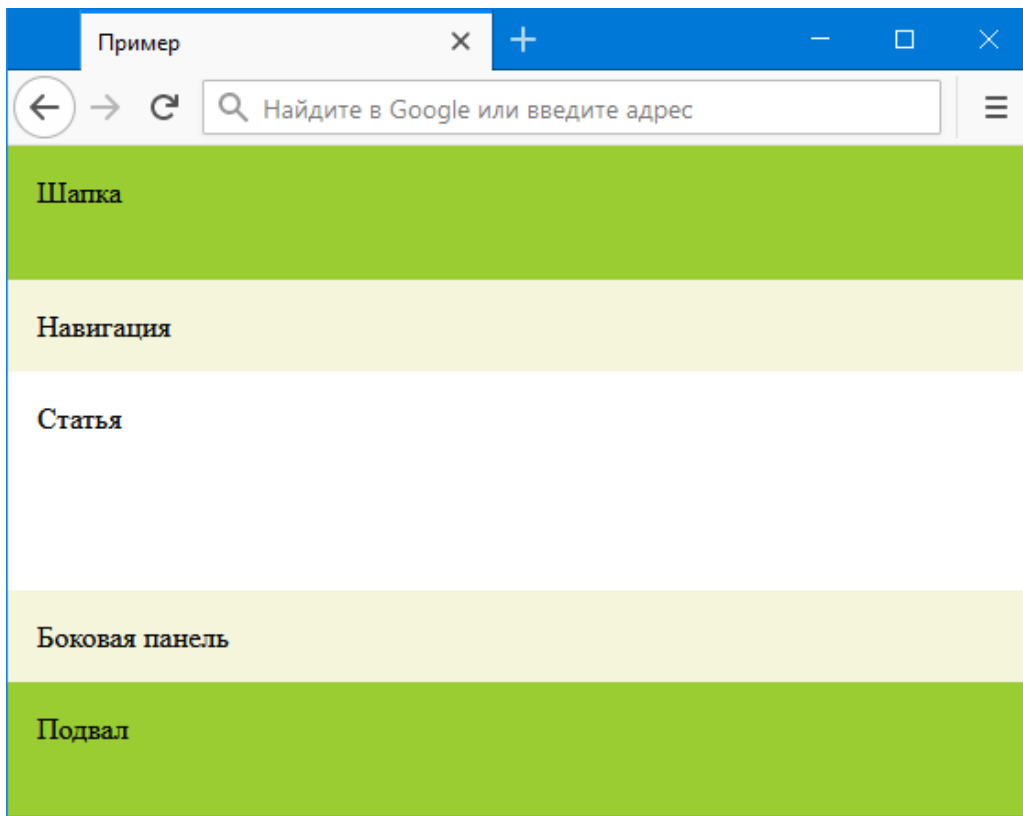 Пример
Найдите в Google или введите адрес
Шапка
Навигация
Статья
Боковая панель
Подвал